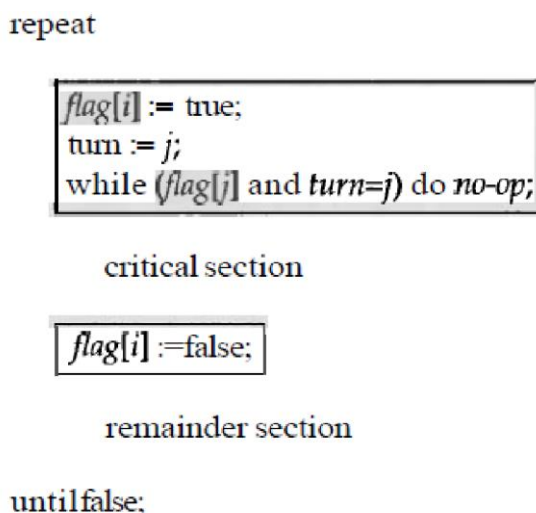 repeat
flag[i] := true;
turn := j;
while (flag[j] and turn=j) do no-op;
critical section
flag[i] :=false;
remainder section
untilfalse;